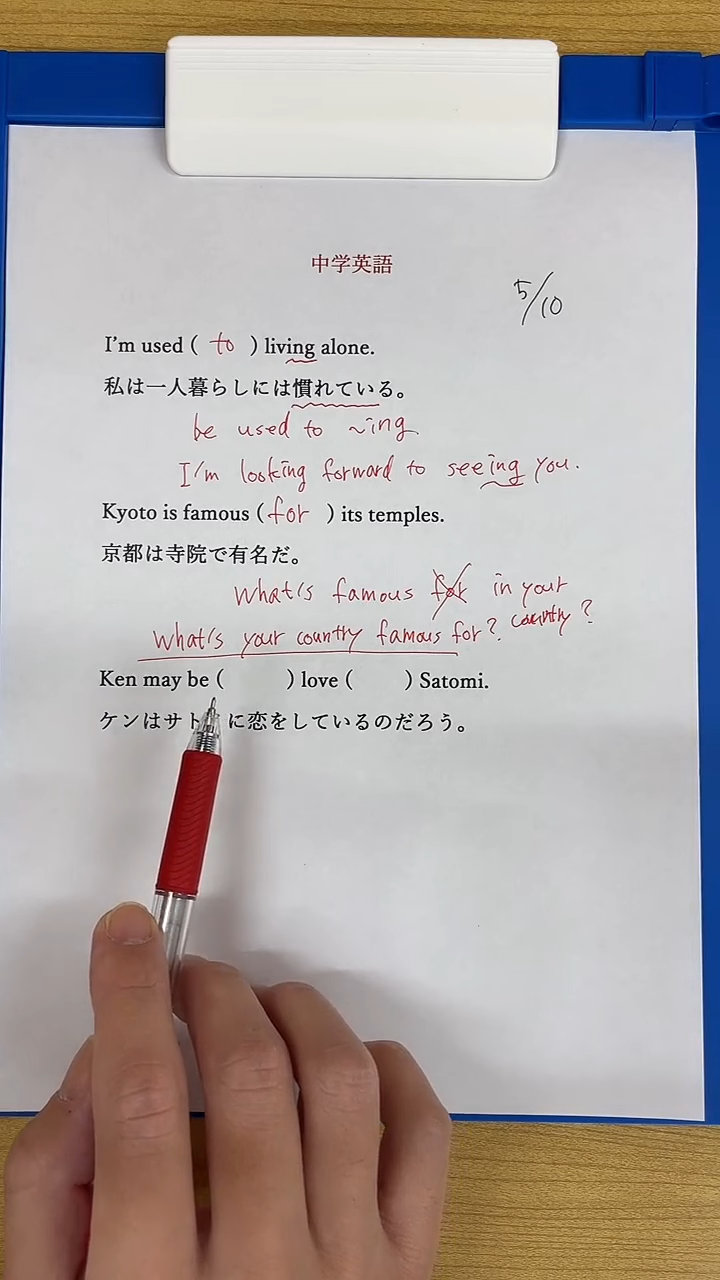 中学英語
5/10
I'm used ( to ) living alone.
私は一人暮らしには慣れている。
be used to ~ing.
I'm looking forward to seeing you.
Kyoto is famous ( for ) its temples.
京都は寺院で有名だ。
What's famous for in your country?
What's your country famous for?
Ken may be ( ) love ( ) Satomi.
ケンはサト に恋をしているのだろう。